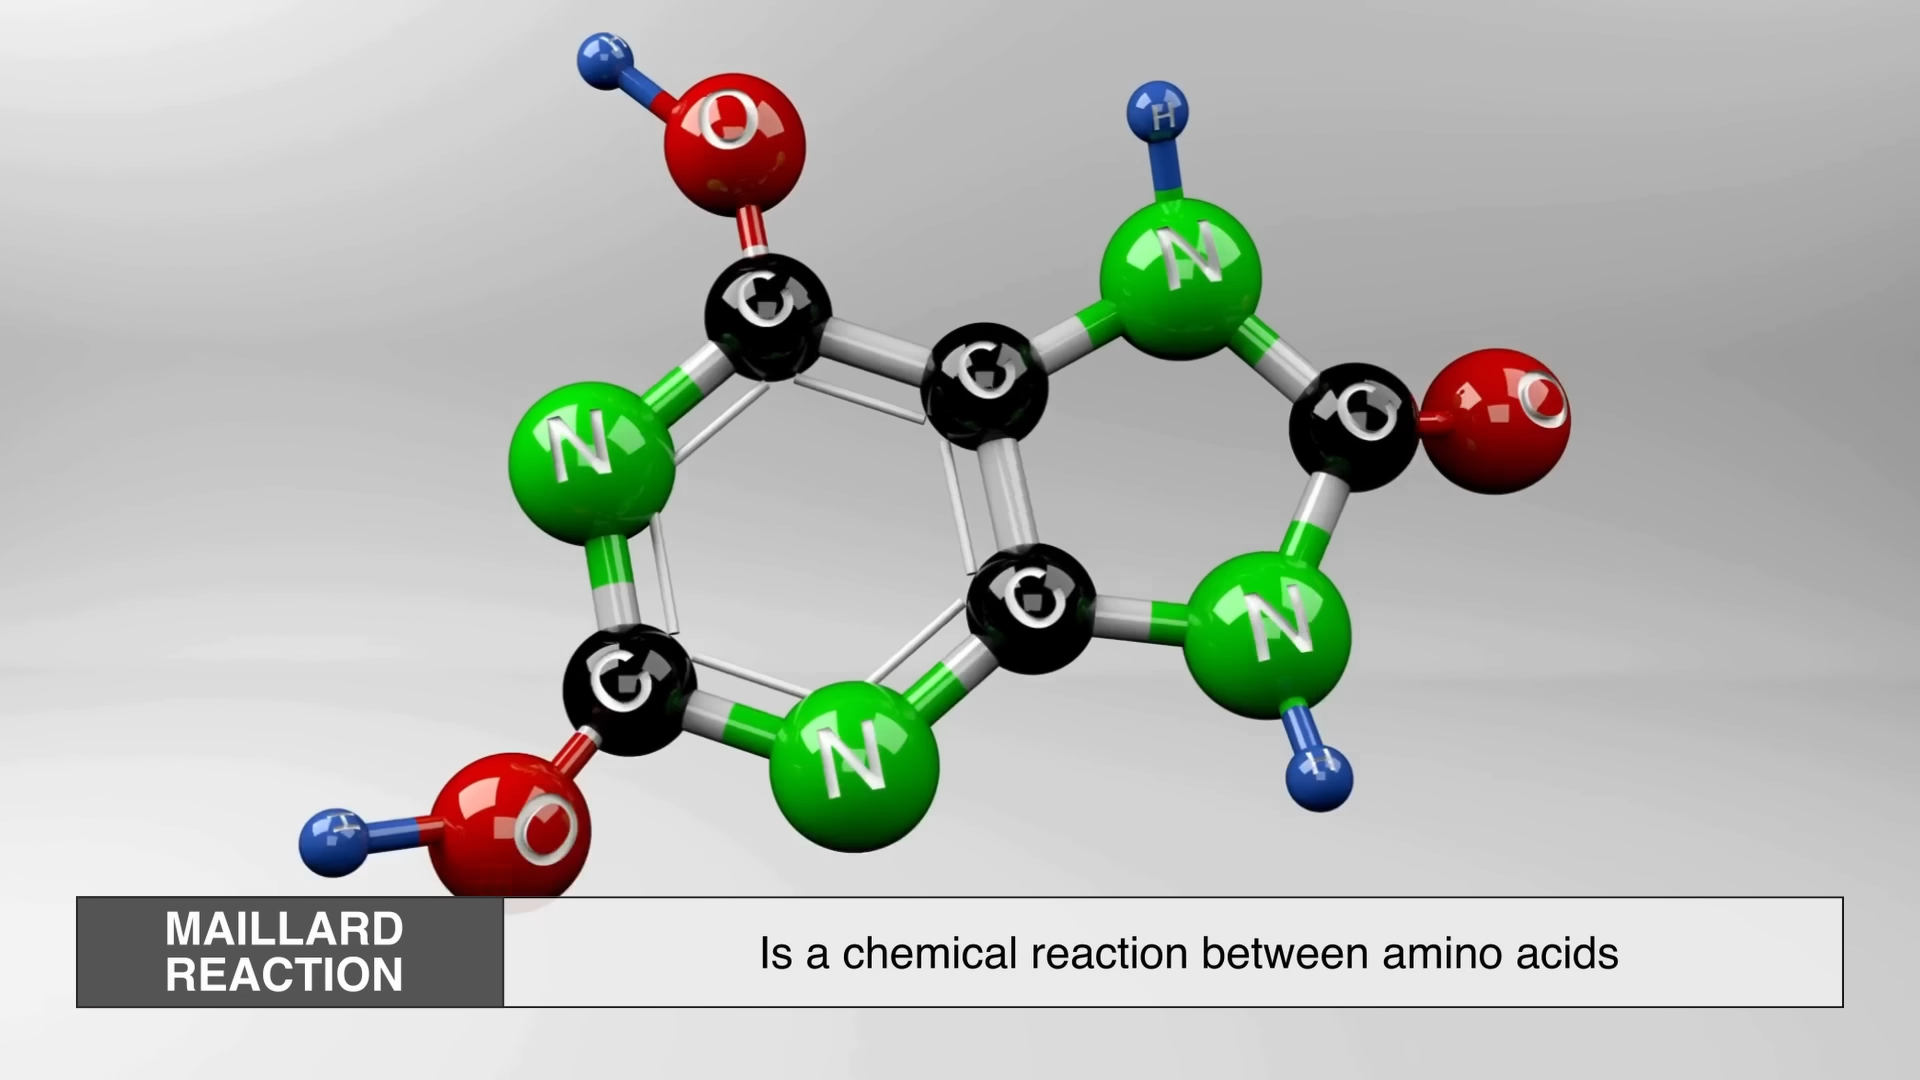 H
O
H
N
C
C
C
O
N
C
N
C
N
H
O
H
MAILLARD
REACTION
Is a chemical reaction between amino acids